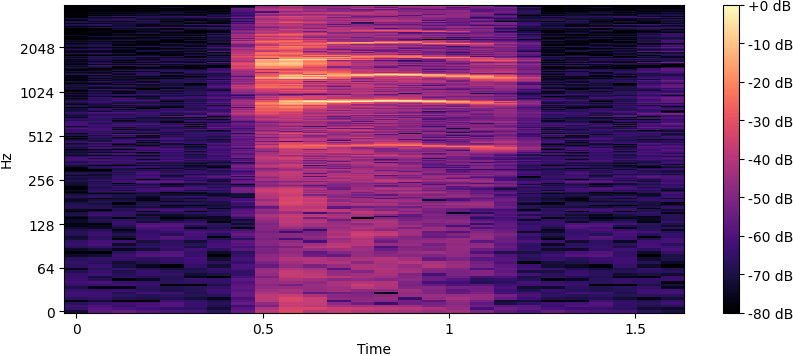 +0 dB
2048
-10 dB
1024
-20 dB
512
-30 dB
Hz
256
-40 dB
128
-50 dB
64
-60 dB
0
-70 dB
-80 dB
0 0.5 1 1.5
Time